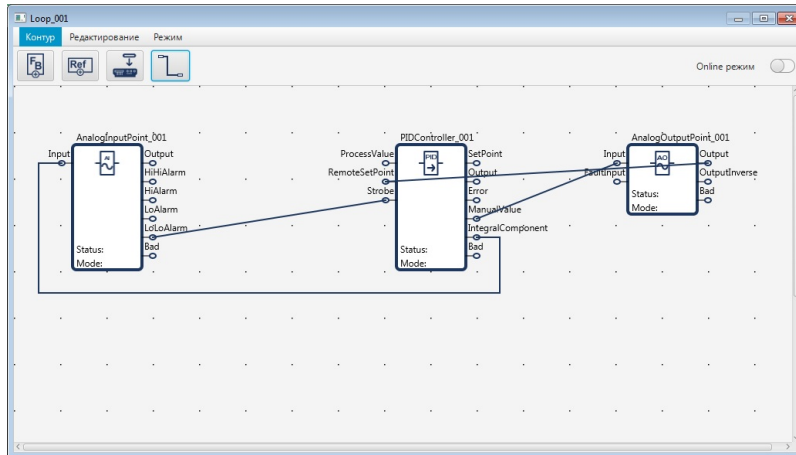 Loop_001
Контур Редактирование Режим
FB
Ref
Online режим
AnalogInputPoint_001
Input
AI
Output
HiHiAlarm
HiAlarm
LoAlarm
LoLoAlarm
Bad
Status:
Mode:
PIDController_001
ProcessValue
RemoteSetPoint
Strobe
PID
SetPoint
Output
Error
ManualValue
IntegralComponent
Bad
Status:
Mode:
AnalogOutputPoint_001
Input
FaultInput
AO
Output
OutputInverse
Bad
Status:
Mode: